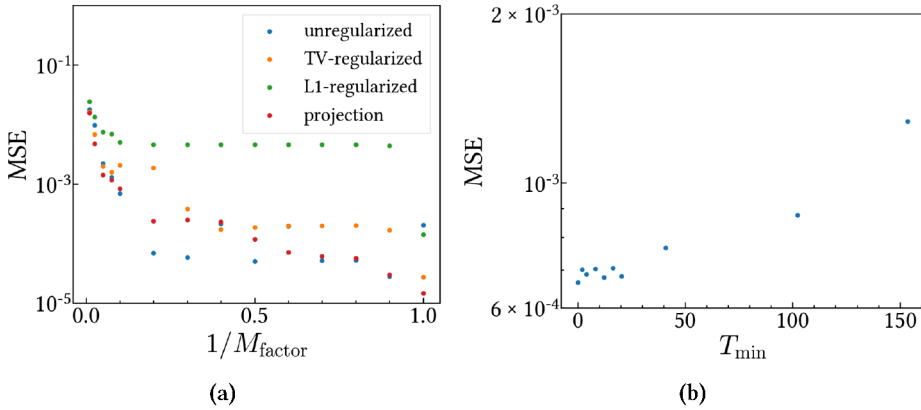 unregularized
TV-regularized
L1-regularized
projection
10⁻¹
10⁻³
10⁻⁵
MSE
0.0
0.5
1.0
1/M_factor
(a)
2 × 10⁻³
10⁻³
6 × 10⁻⁴
MSE
0
50
100
150
T_min
(b)